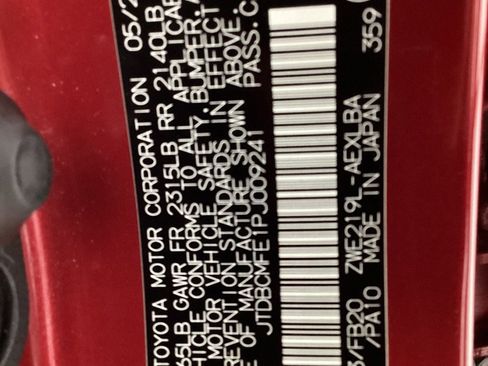 TOYOTA MOTOR CORPORATION 05/2
65LB GAWR FR 2315LB RR 2140LB
HICLE CONFORMS TO ALL APPLICAB
MOTOR VEHICLE SAFETY, BUMPER, A
REVENTION STANDARDS IN EFFECT
E OF MANUFACTURE SHOWN ABOVE.
JTDBCMFE1PJ009241 PASS.C
3/FB20 ZWE219L-AEXLBA
/PA10 MADE IN JAPAN 359